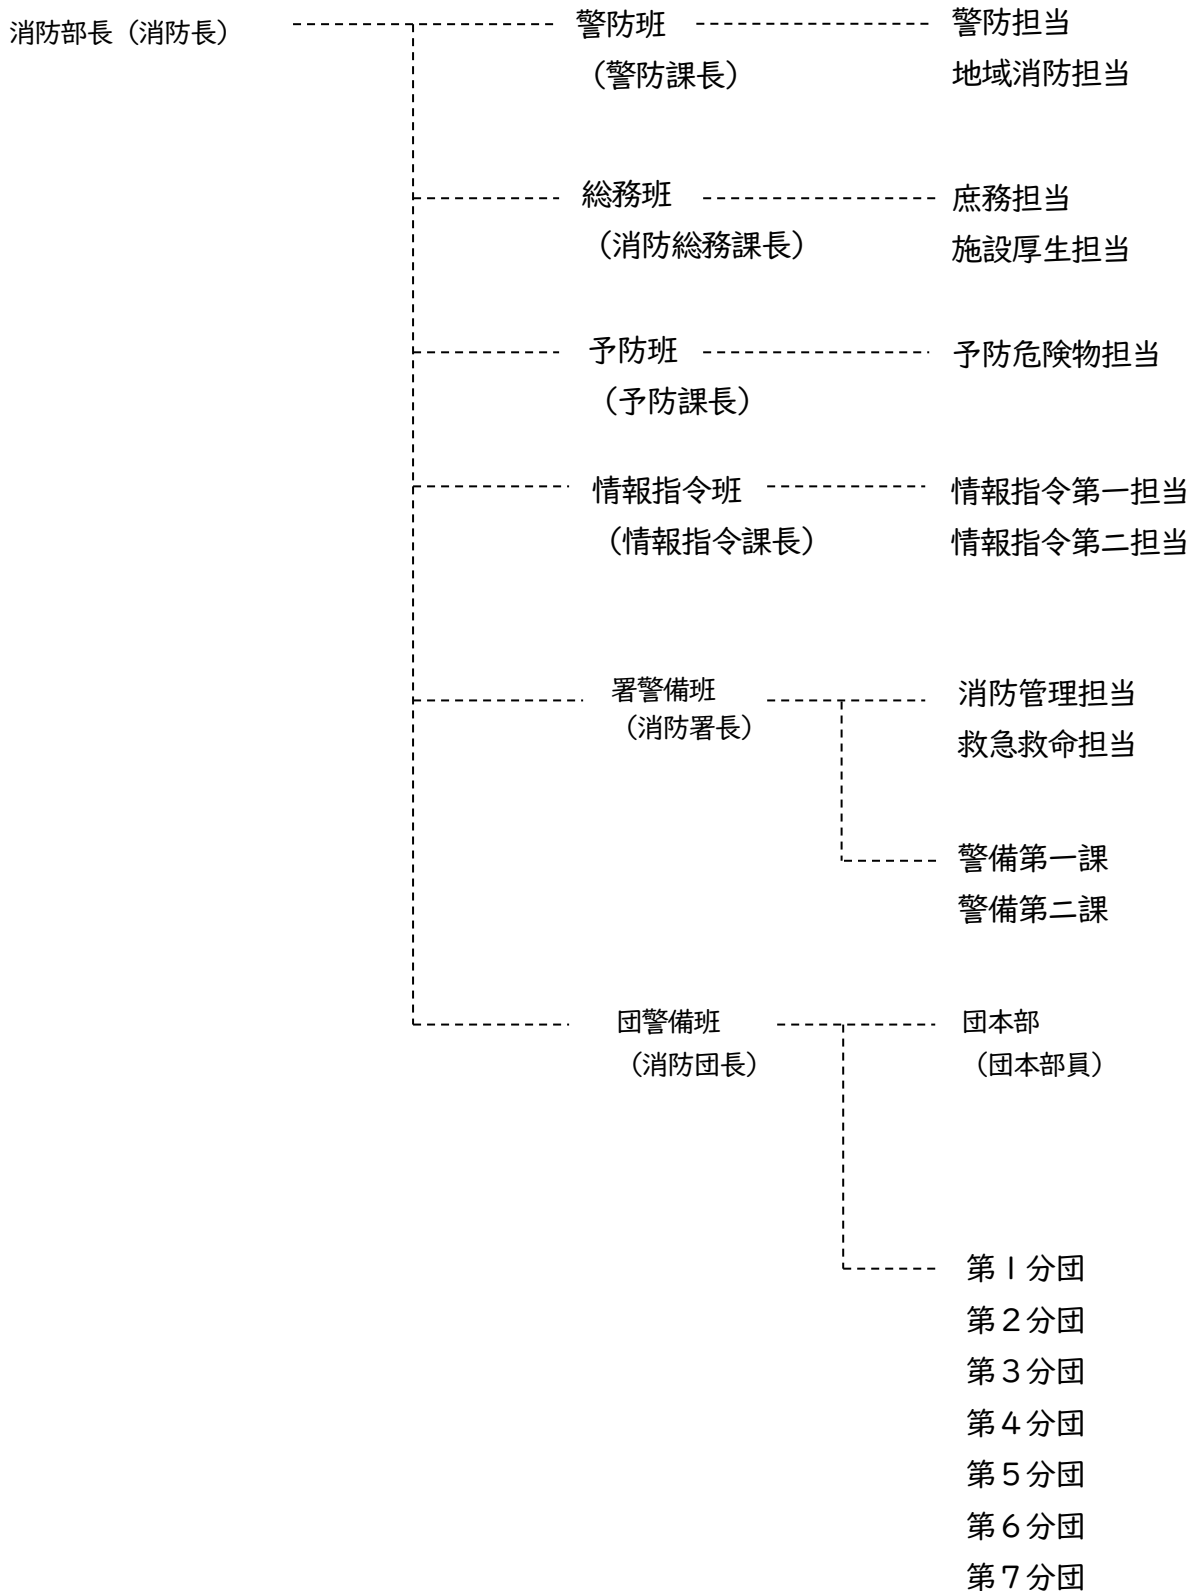 消防部長（消防長）
警防班
警防担当
（警防課長）
地域消防担当
総務班
庶務担当
（消防総務課長）
施設厚生担当
予防班
予防危険物担当
（予防課長）
情報指令班
情報指令第一担当
（情報指令課長）
情報指令第二担当
署警備班
消防管理担当
（消防署長）
救急救命担当
警備第一課
警備第二課
団警備班
団本部
（消防団長）
（団本部員）
第１分団
第２分団
第３分団
第４分団
第５分団
第６分団
第７分団